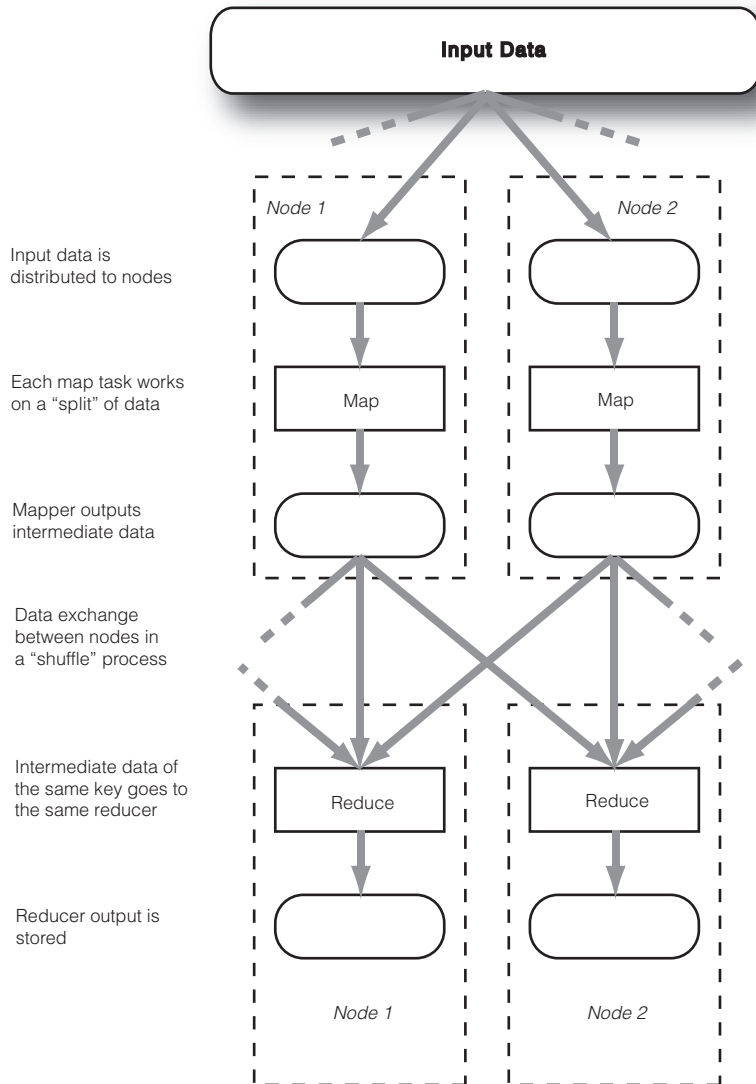 Input Data
Node 1
Node 2
Input data is
distributed to nodes
Each map task works
on a “split” of data
Map
Map
Mapper outputs
intermediate data
Data exchange
between nodes in
a “shuffle” process
Intermediate data of
the same key goes to
the same reducer
Reduce
Reduce
Reducer output is
stored
Node 1
Node 2